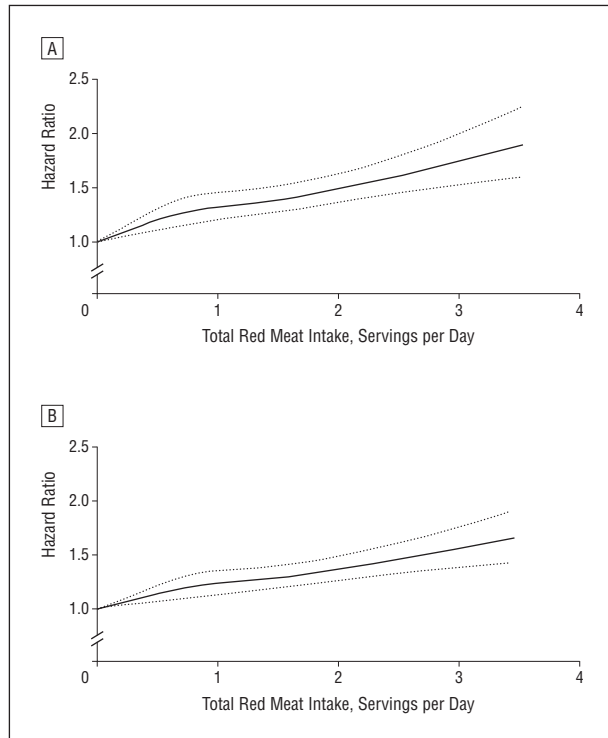 A
2.5
2.0
1.5
1.0
Hazard Ratio
0 1 2 3 4
Total Red Meat Intake, Servings per Day
B
2.5
2.0
1.5
1.0
Hazard Ratio
0 1 2 3 4
Total Red Meat Intake, Servings per Day